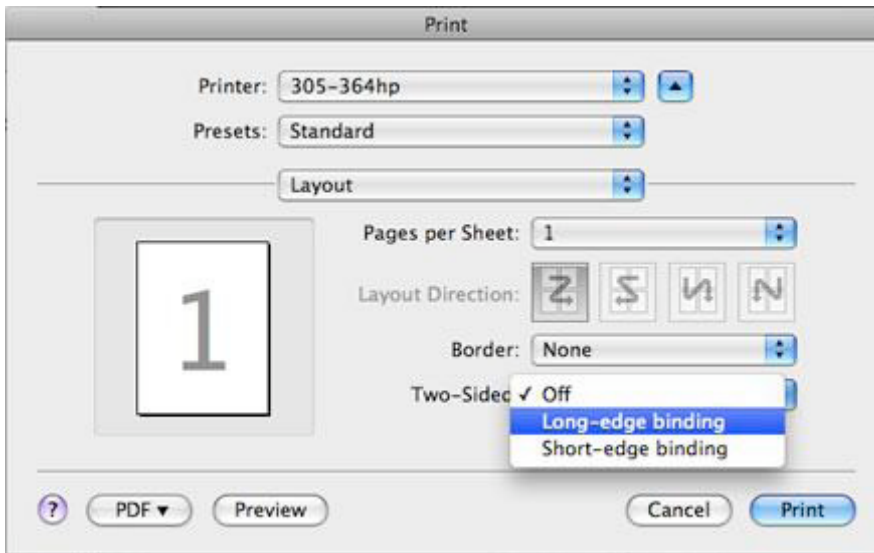 Print
Printer: 305-364hp
Presets: Standard
Layout
Pages per Sheet: 1
1
Layout Direction:
Border: None
Two-Sided ✓ Off
Long-edge binding
Short-edge binding
? PDF ▼ Preview Cancel Print